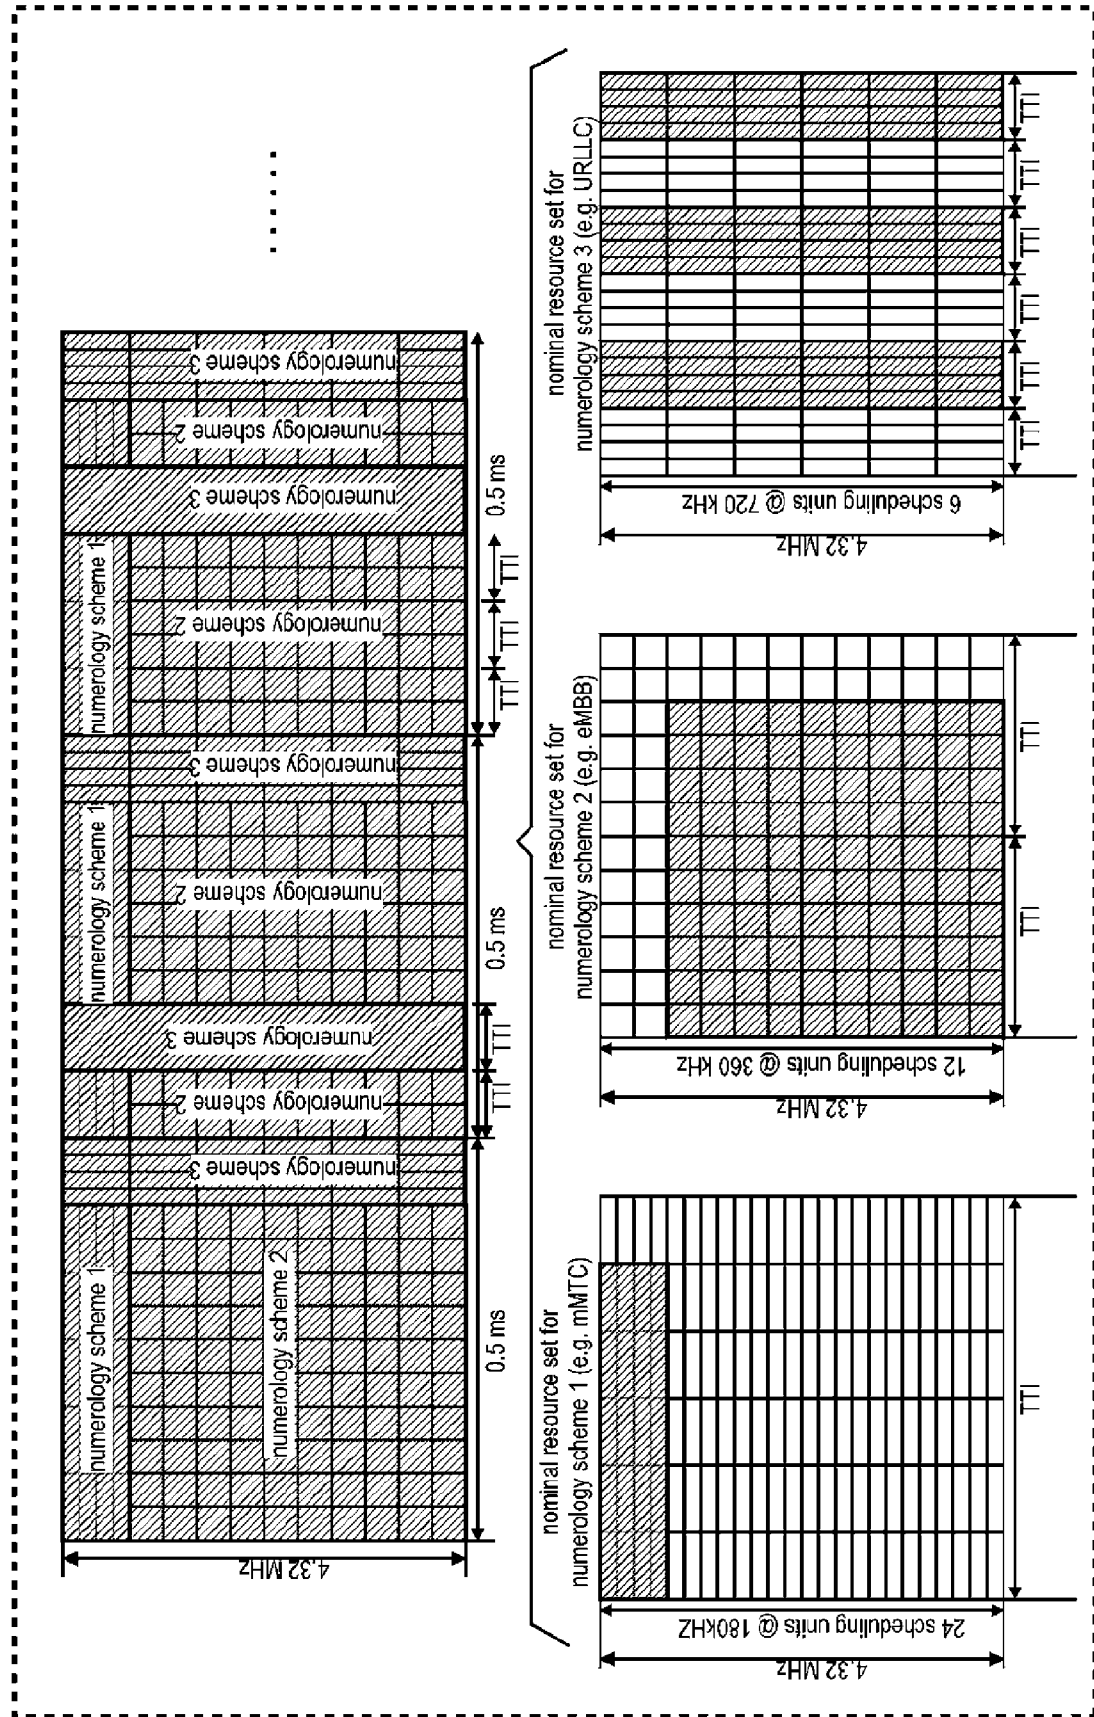 4.32 MHz
numerology scheme 1
numerology scheme 2
numerology scheme 3
numerology scheme 2
numerology scheme 3
numerology scheme 1
numerology scheme 2
numerology scheme 3
numerology scheme 1
numerology scheme 2
numerology scheme 3
numerology scheme 2
numerology scheme 3
......
0.5 ms
TTI
TTI
0.5 ms
TTI
TTI
TTI
0.5 ms
nominal resource set for
numerology scheme 1 (e.g. mMTC)
4.32 MHz
24 scheduling units @ 180kHZ
TTI
nominal resource set for
numerology scheme 2 (e.g. eMBB)
4.32 MHz
12 scheduling units @ 360 kHz
TTI
TTI
nominal resource set for
numerology scheme 3 (e.g. URLLC)
4.32 MHz
6 scheduling units @ 720 kHz
TTI
TTI
TTI
TTI
TTI
TTI